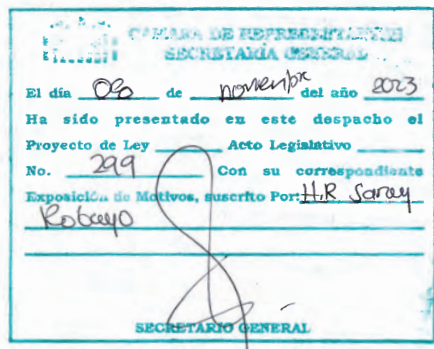 CAMARA DE REPRESENTANTES
SECRETARÍA GENERAL
El día 08 de noviembre del año 2023
Ha sido presentado en este despacho el
Proyecto de Ley ____ Acto Legislativo ____
No. 299 Con su correspondiente
Exposición de Motivos, suscrito Por: H.R Saray
Robayo
SECRETARIO GENERAL